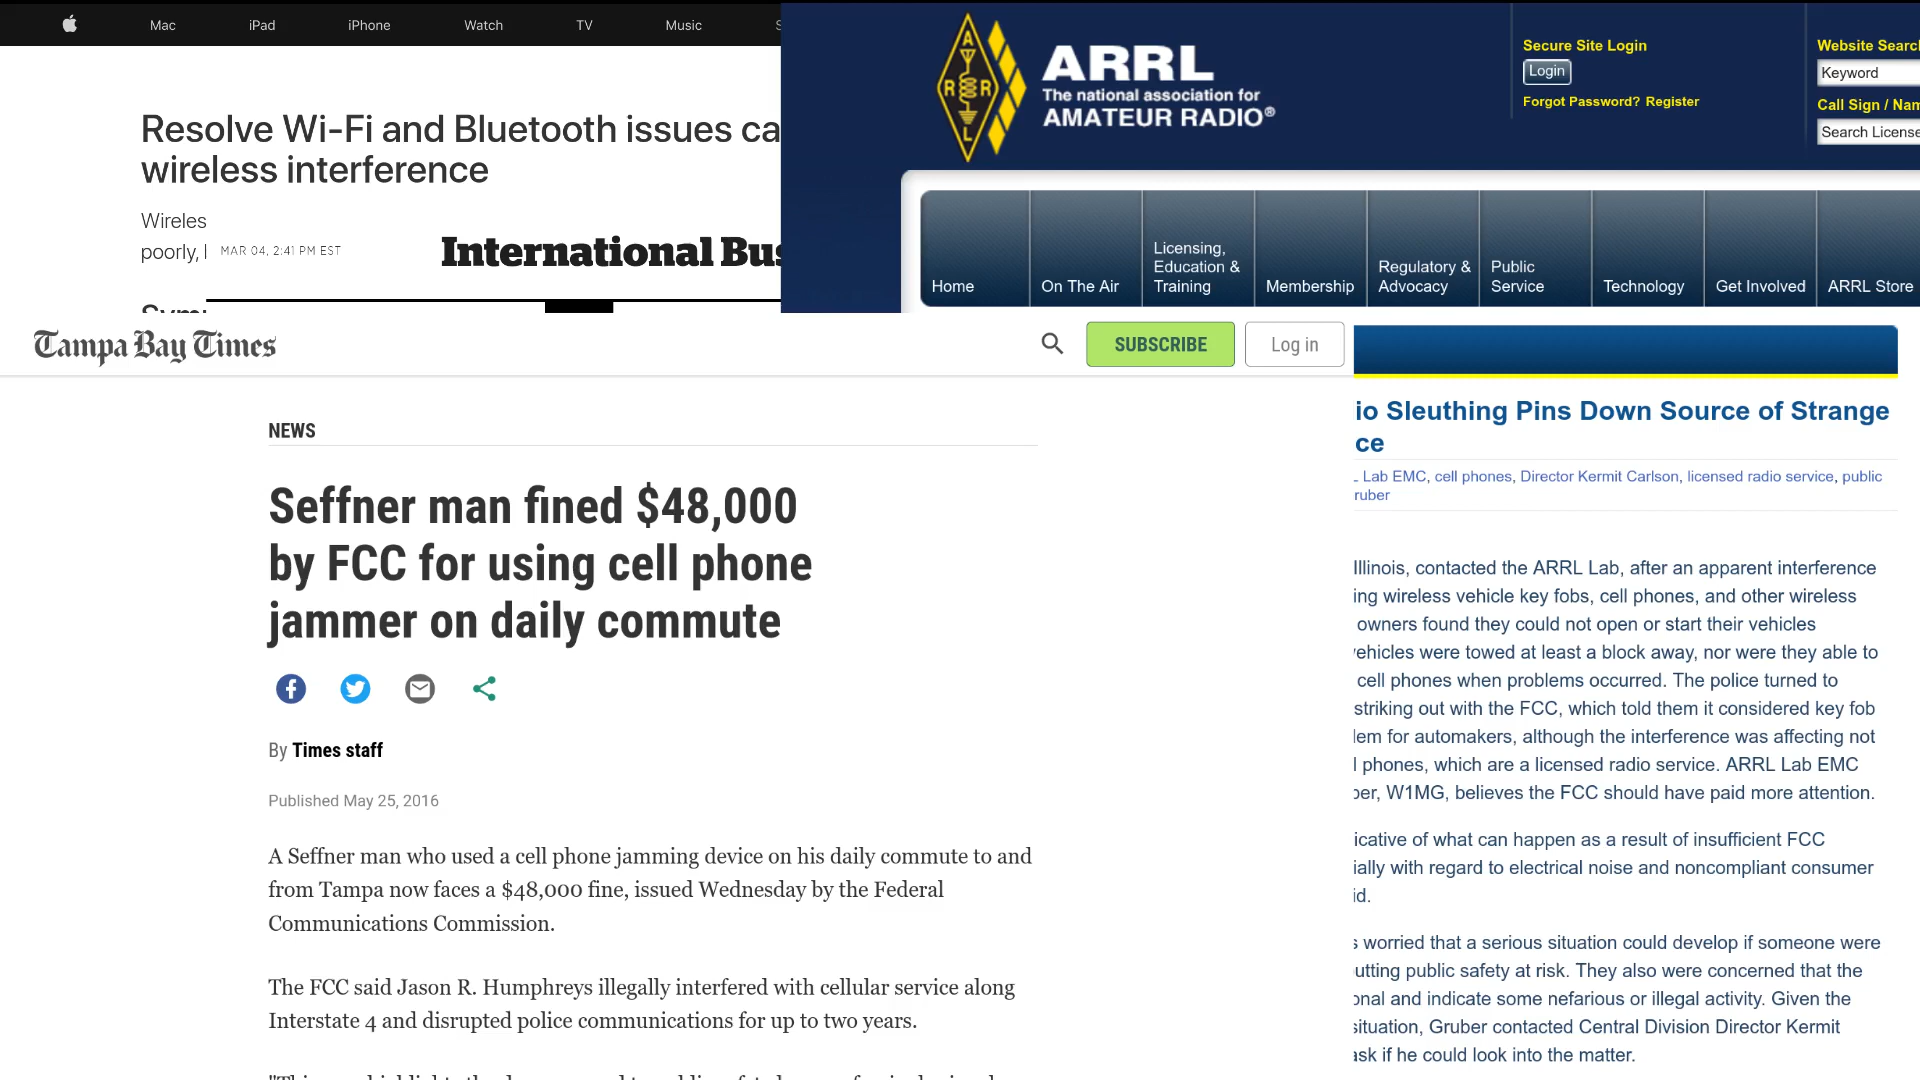 Mac iPad iPhone Watch TV Music S
Resolve Wi-Fi and Bluetooth issues ca
wireless interference
Wireles
poorly,
MAR 04, 2:41 PM EST
International Bus
ARRL
The national association for
AMATEUR RADIO®
Secure Site Login
Login
Forgot Password? Register
Website Search
Keyword
Call Sign / Nam
Search License
Home
On The Air
Licensing,
Education &
Training
Membership
Regulatory &
Advocacy
Public
Service
Technology
Get Involved
ARRL Store
Tampa Bay Times
SUBSCRIBE
Log in
NEWS
Seffner man fined $48,000
by FCC for using cell phone
jammer on daily commute
By Times staff
Published May 25, 2016
A Seffner man who used a cell phone jamming device on his daily commute to and
from Tampa now faces a $48,000 fine, issued Wednesday by the Federal
Communications Commission.
The FCC said Jason R. Humphreys illegally interfered with cellular service along
Interstate 4 and disrupted police communications for up to two years.
io Sleuthing Pins Down Source of Strange
ce
Lab EMC, cell phones, Director Kermit Carlson, licensed radio service, public
ruber
Illinois, contacted the ARRL Lab, after an apparent interference
ing wireless vehicle key fobs, cell phones, and other wireless
owners found they could not open or start their vehicles
vehicles were towed at least a block away, nor were they able to
cell phones when problems occurred. The police turned to
striking out with the FCC, which told them it considered key fob
lem for automakers, although the interference was affecting not
l phones, which are a licensed radio service. ARRL Lab EMC
ber, W1MG, believes the FCC should have paid more attention.
icative of what can happen as a result of insufficient FCC
ially with regard to electrical noise and noncompliant consumer
id.
s worried that a serious situation could develop if someone were
utting public safety at risk. They also were concerned that the
onal and indicate some nefarious or illegal activity. Given the
situation, Gruber contacted Central Division Director Kermit
ask if he could look into the matter.